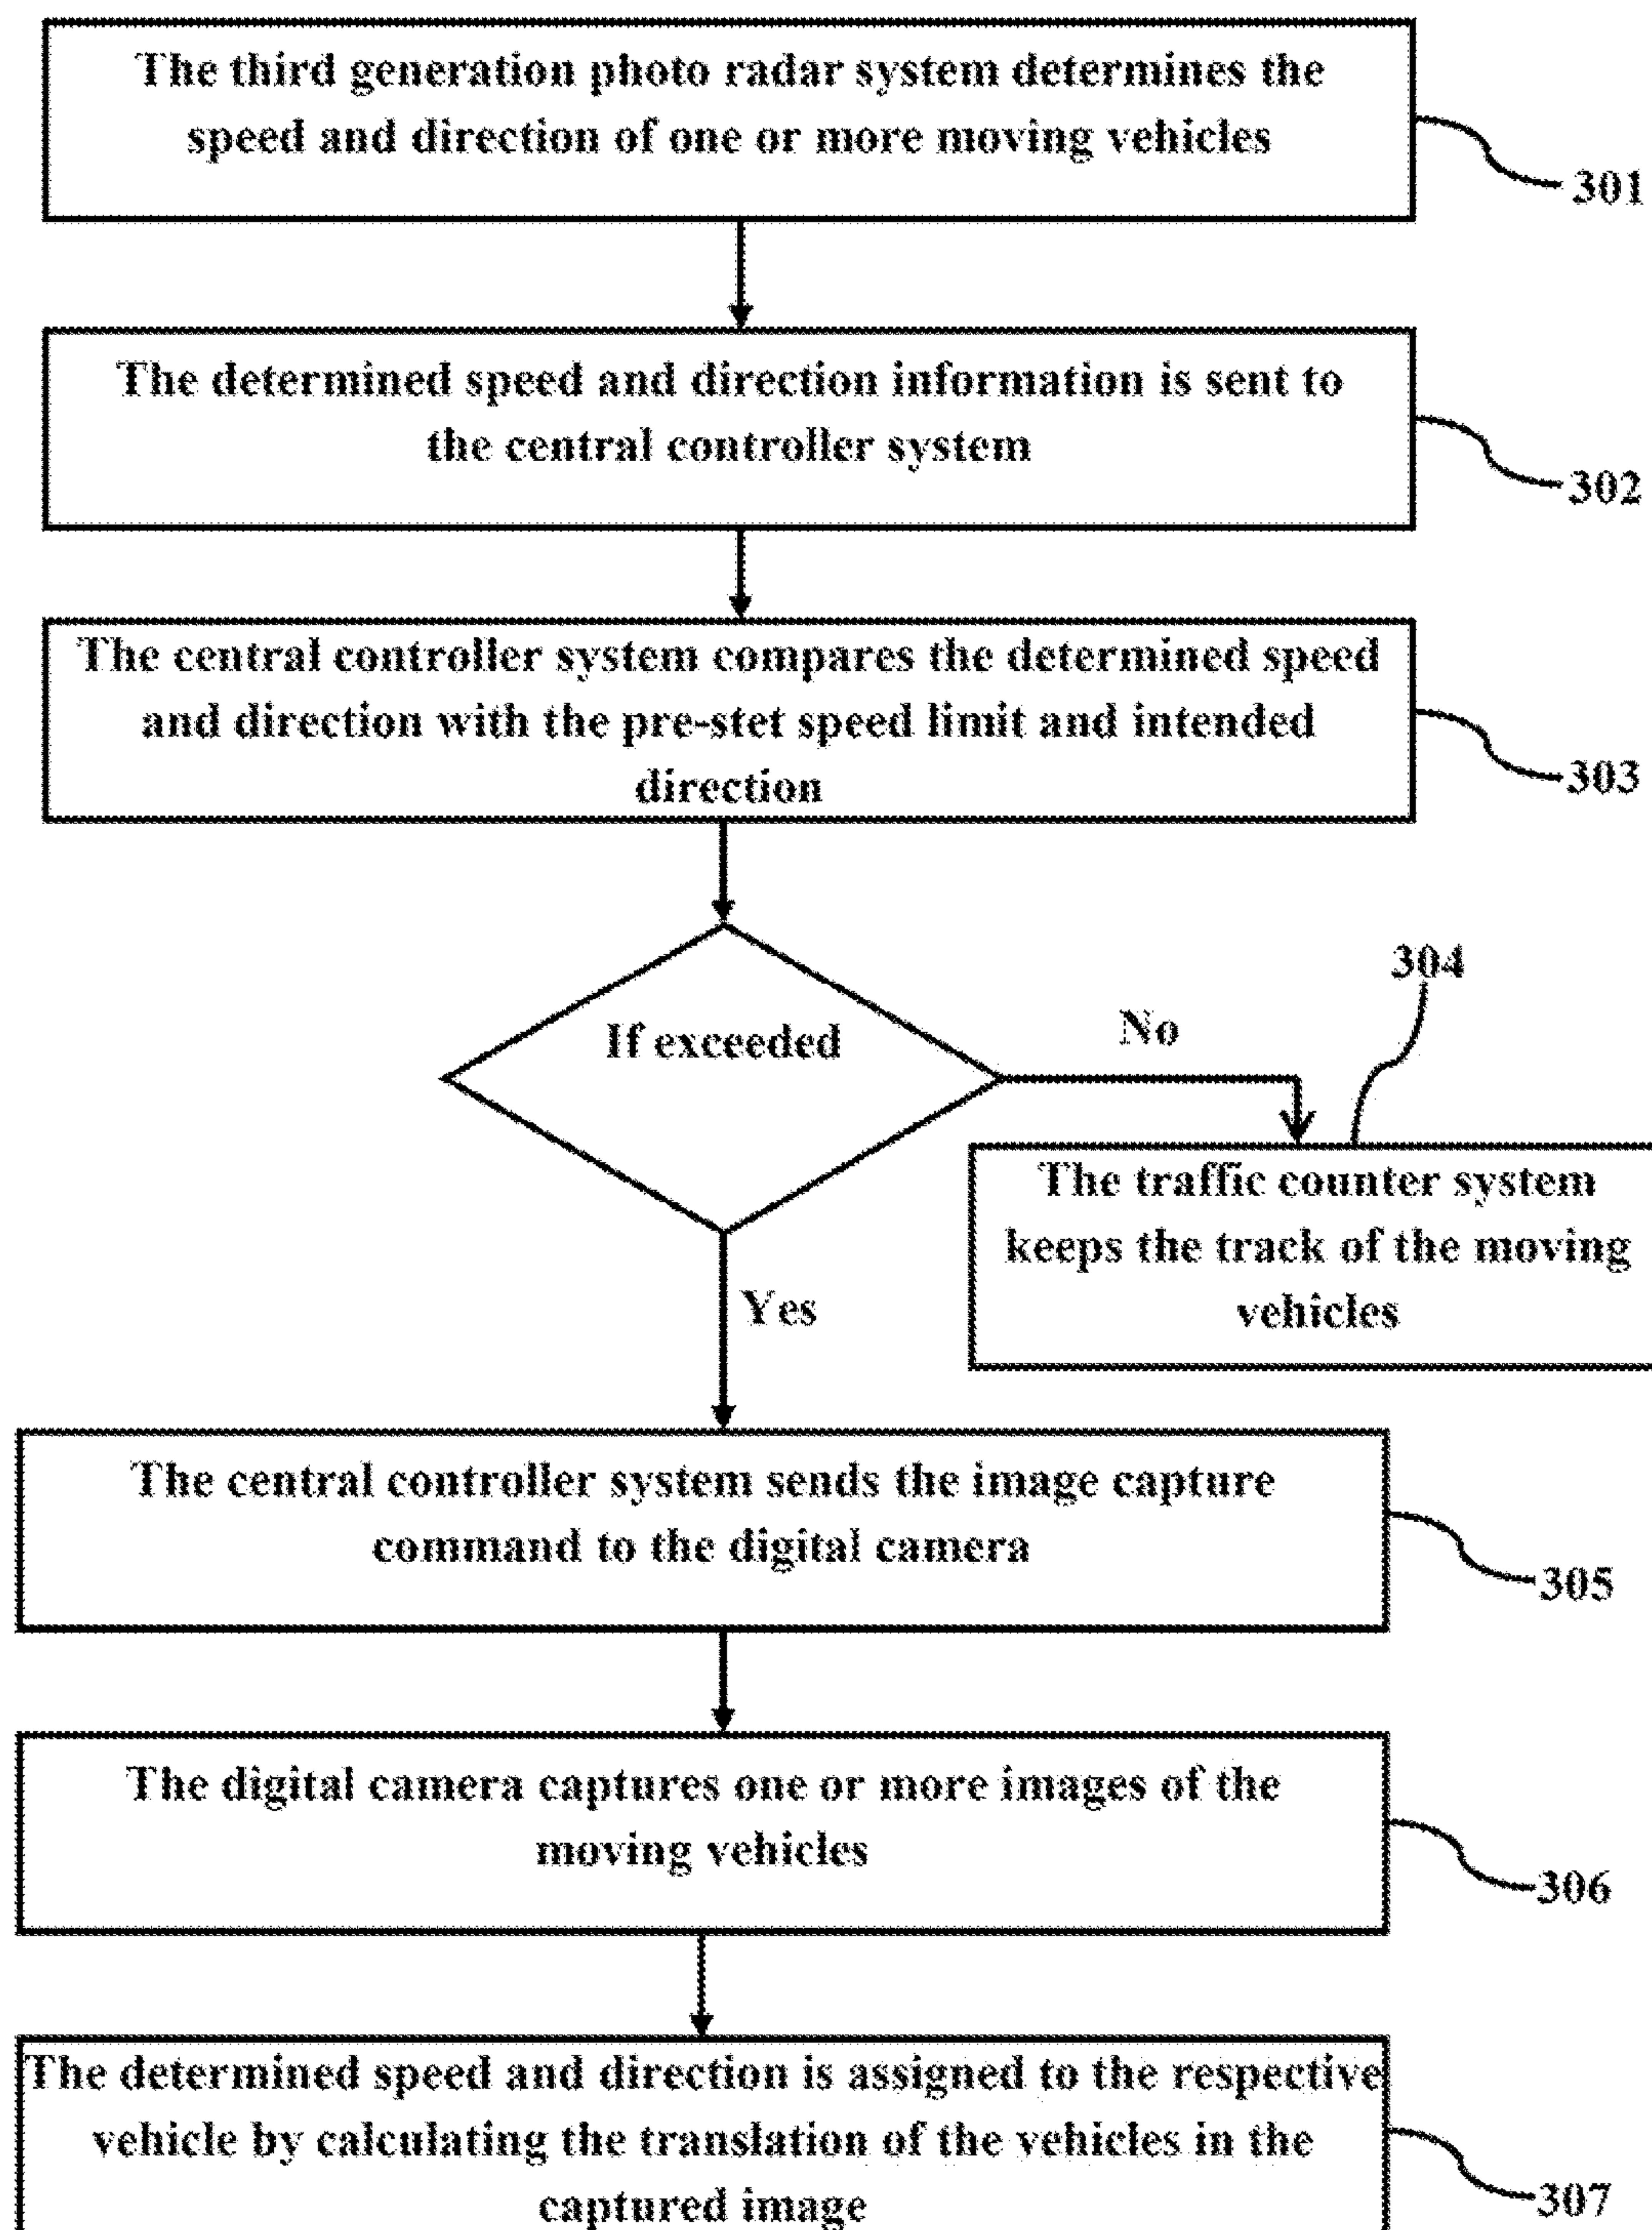 The third generation photo radar system determines the
speed and direction of one or more moving vehicles
301
The determined speed and direction information is sent to
the central controller system
302
The central controller system compares the determined speed
and direction with the pre-stet speed limit and intended
direction
303
If exceeded
No
304
The traffic counter system
keeps the track of the moving
vehicles
Yes
The central controller system sends the image capture
command to the digital camera
305
The digital camera captures one or more images of the
moving vehicles
306
The determined speed and direction is assigned to the respective
vehicle by calculating the translation of the vehicles in the
captured image
307